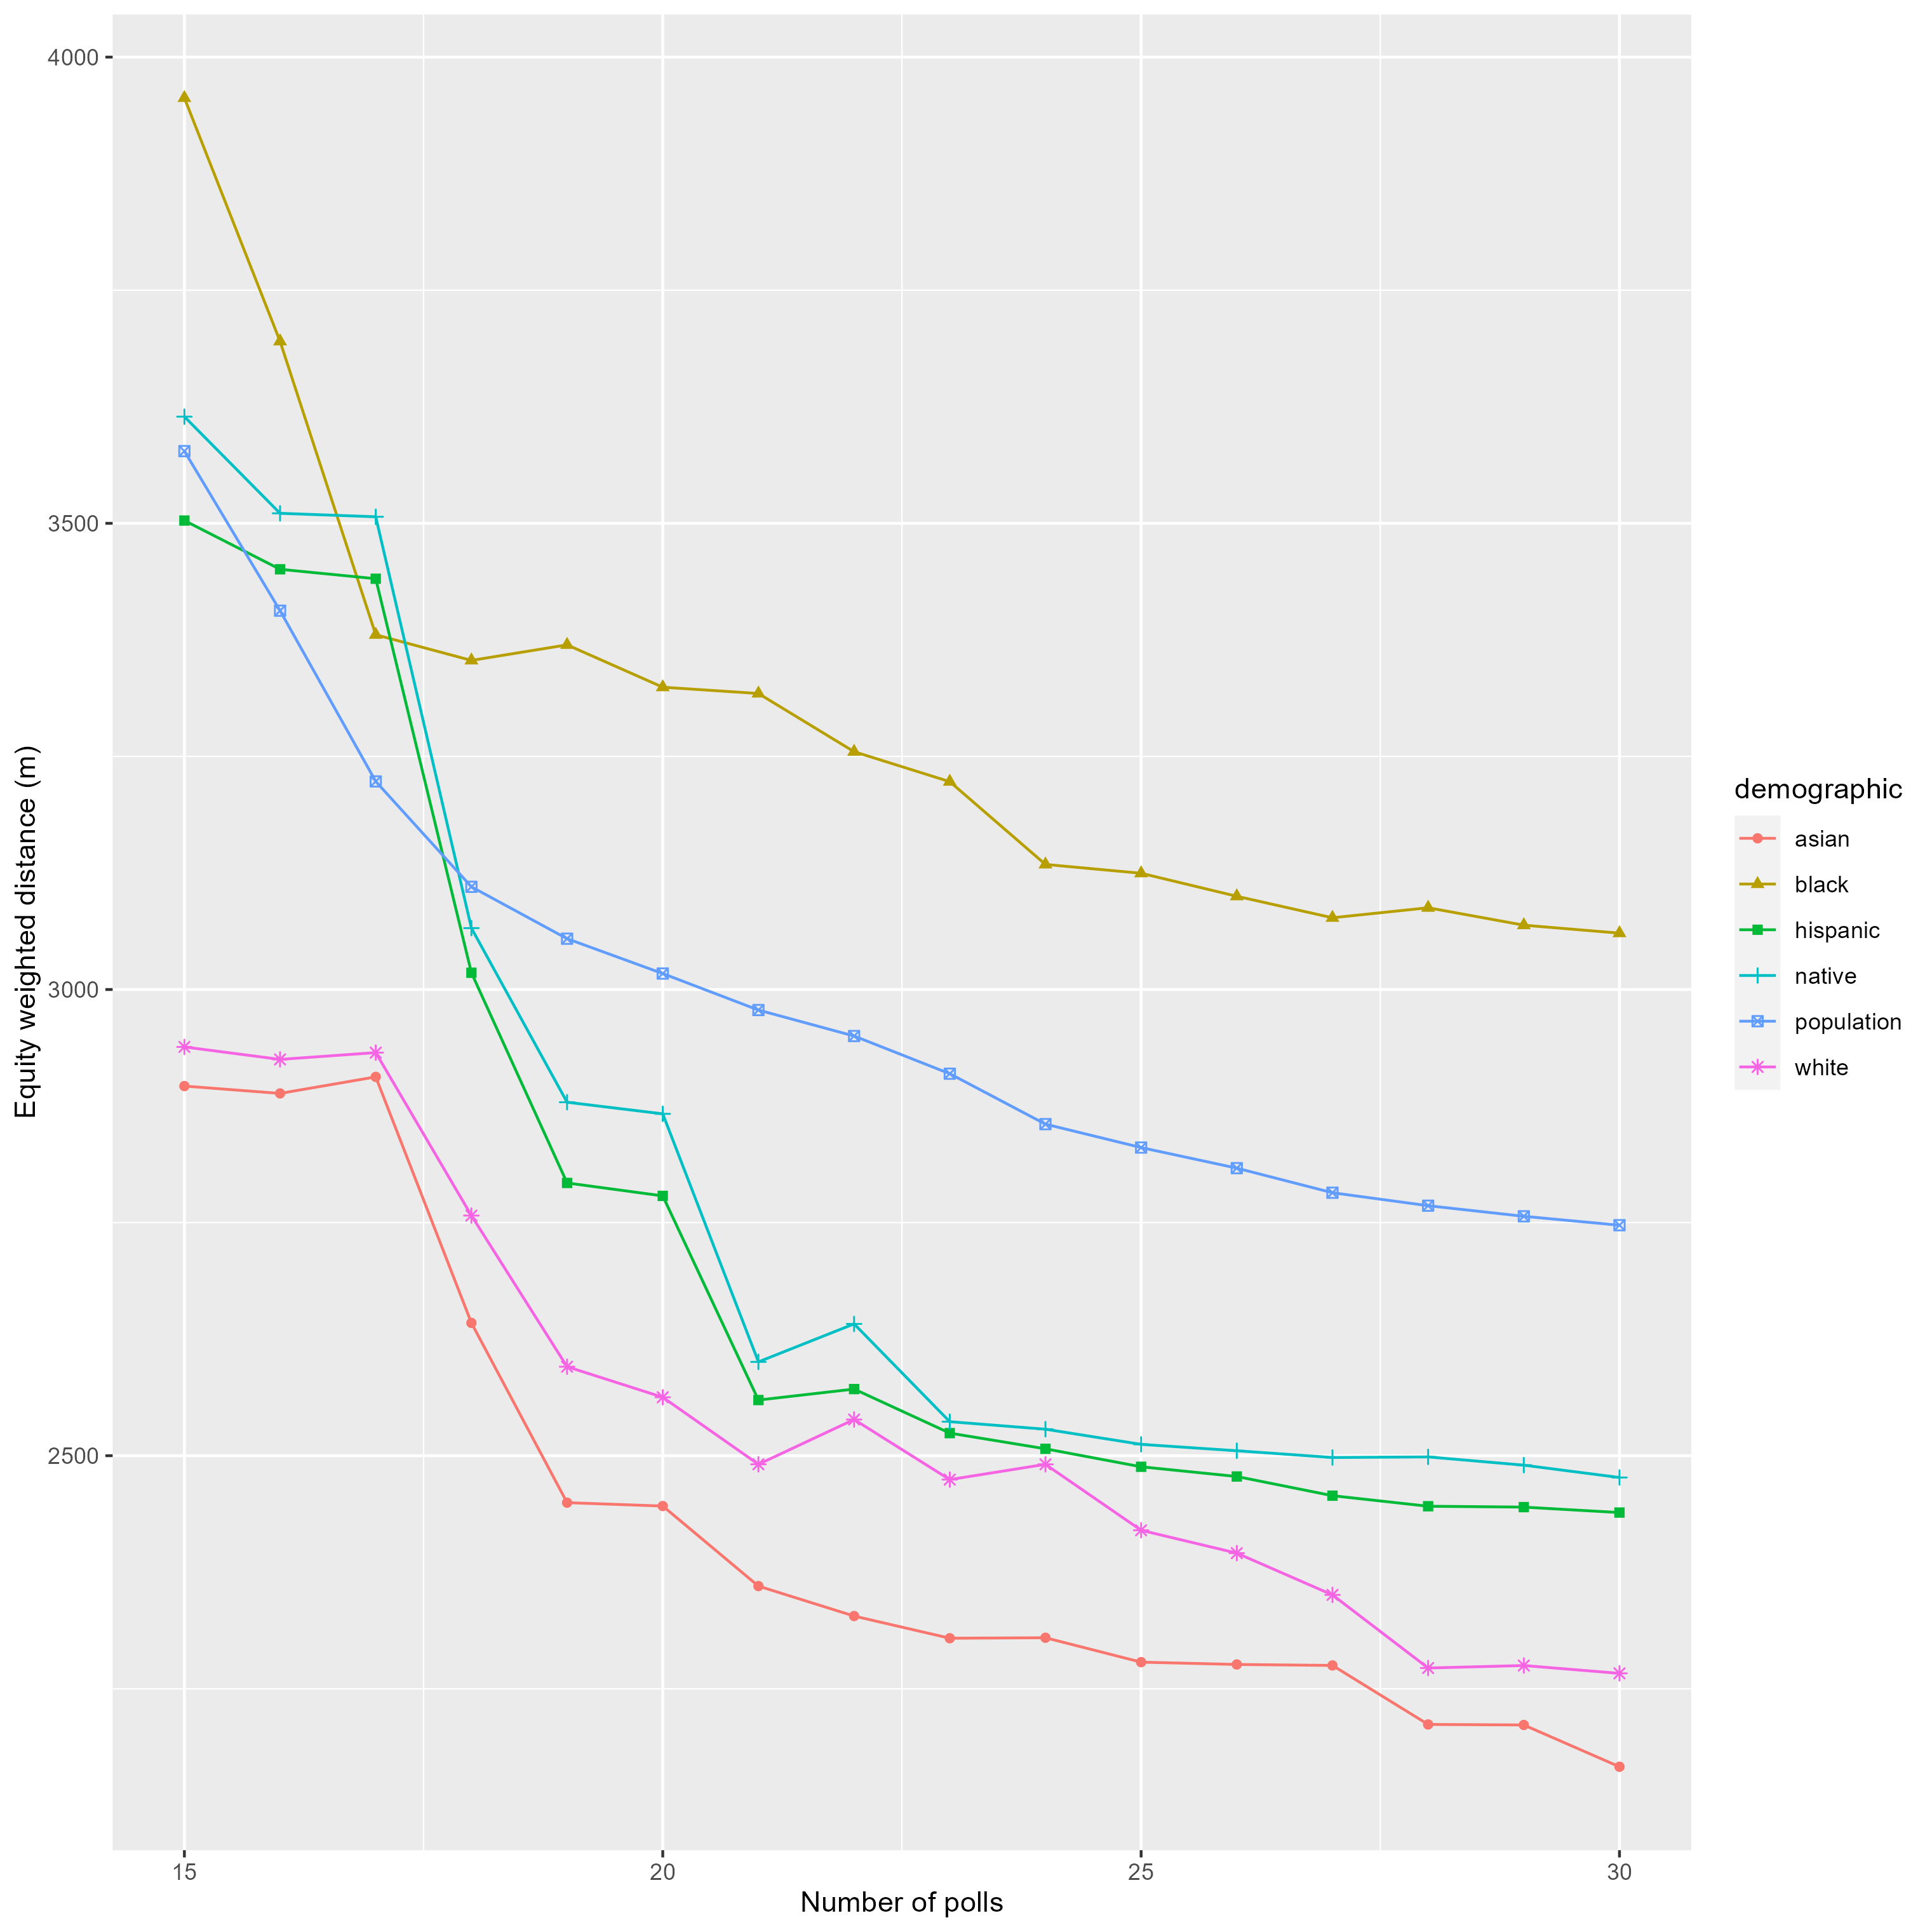 Equity weighted distance (m)
4000
3500
3000
2500
15 20 25 30
Number of polls
demographic
asian
black
hispanic
native
population
white